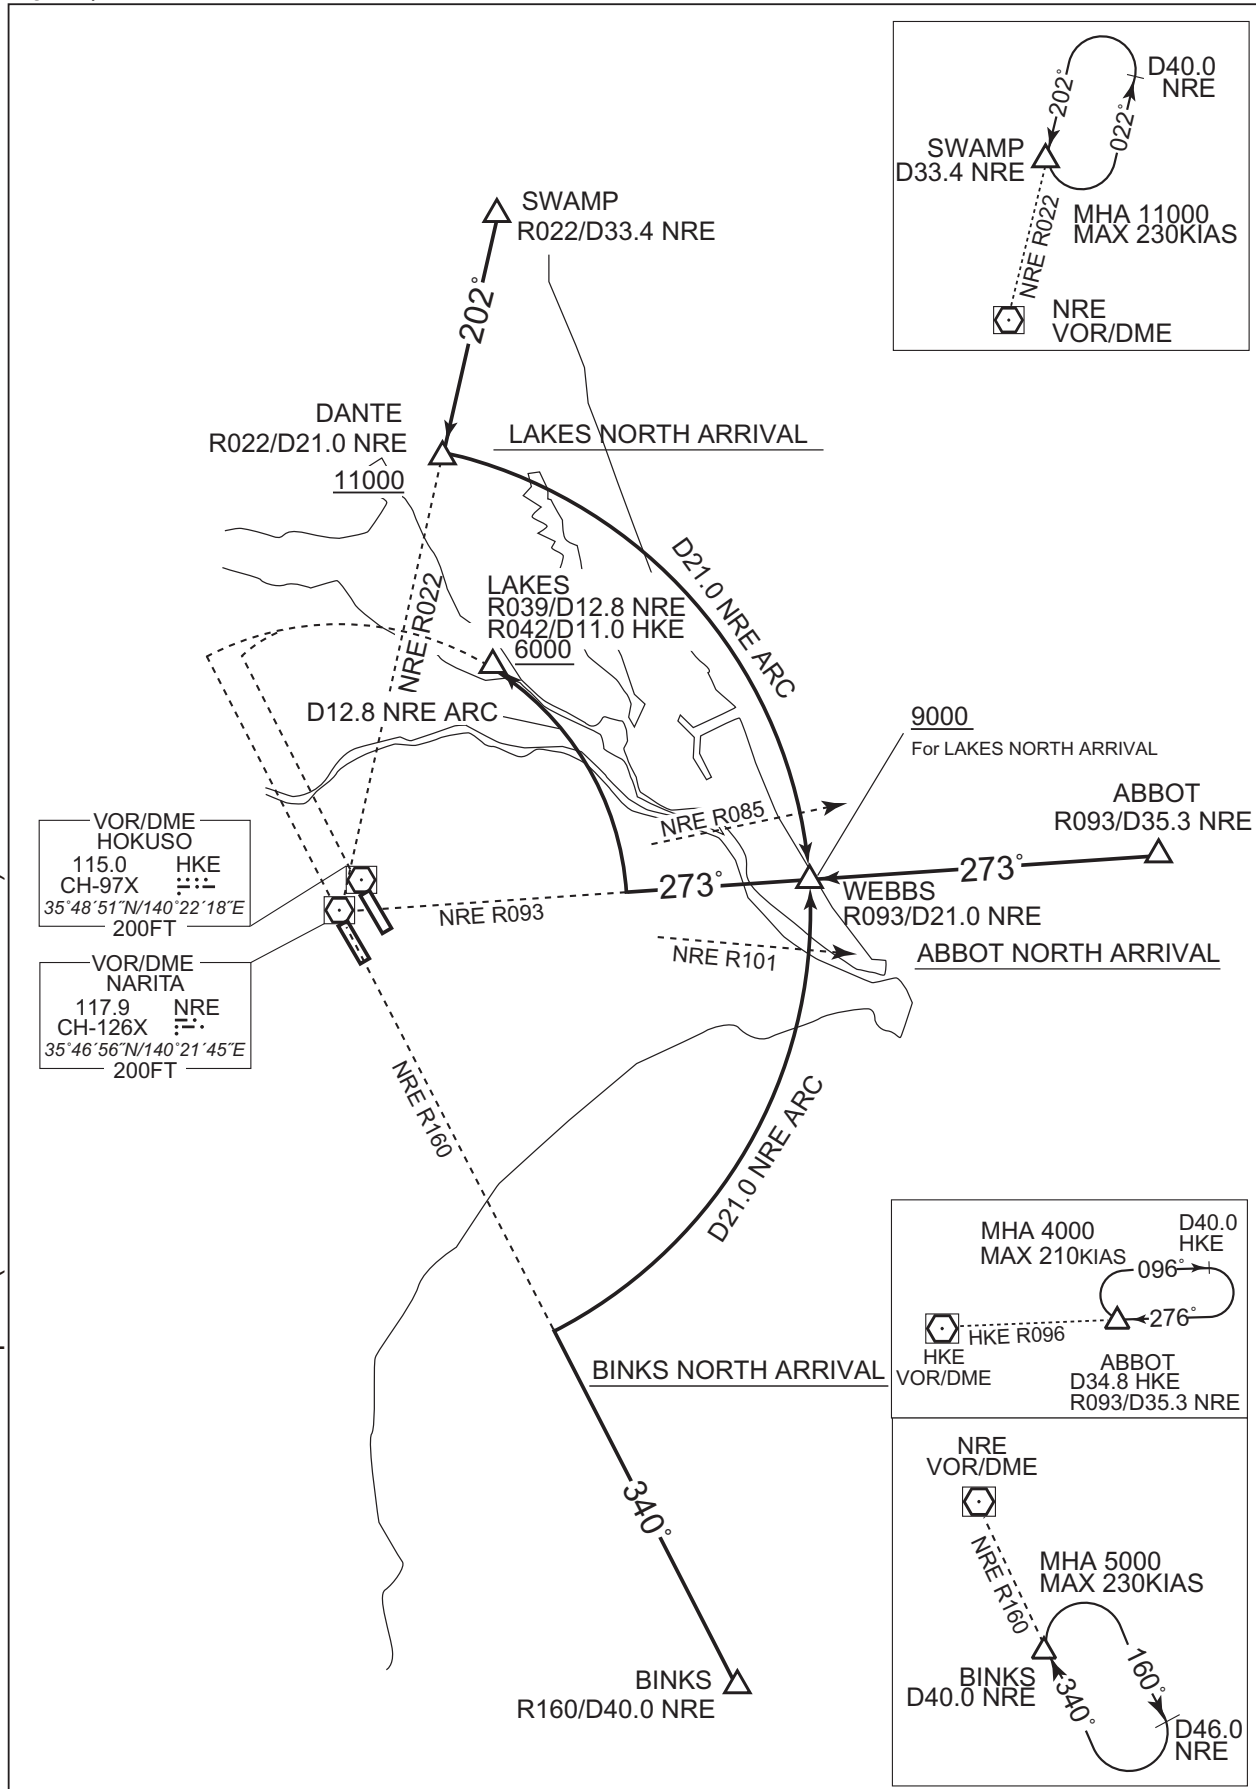 D40.0
NRE
202°
022°
SWAMP
D33.4 NRE
MHA 11000
MAX 230KIAS
NRE R022
NRE
VOR/DME
SWAMP
R022/D33.4 NRE
202°
DANTE
R022/D21.0 NRE
11000
LAKES NORTH ARRIVAL
D21.0 NRE ARC
NRE R022
LAKES
R039/D12.8 NRE
R042/D11.0 HKE
6000
D12.8 NRE ARC
9000
For LAKES NORTH ARRIVAL
NRE R085
ABBOT
R093/D35.3 NRE
273°
273°
NRE R093
WEBBS
R093/D21.0 NRE
NRE R101
ABBOT NORTH ARRIVAL
VOR/DME
HOKUSO
115.0 HKE
CH-97X
35°48´51˝N/140°22´18˝E
200FT
VOR/DME
NARITA
117.9 NRE
CH-126X
35°46´56˝N/140°21´45˝E
200FT
NRE R160
D21.0 NRE ARC
BINKS NORTH ARRIVAL
340°
BINKS
R160/D40.0 NRE
MHA 4000
MAX 210KIAS
D40.0
HKE
096°
276°
HKE R096
HKE
VOR/DME
ABBOT
D34.8 HKE
R093/D35.3 NRE
NRE
VOR/DME
NRE R160
MHA 5000
MAX 230KIAS
BINKS
D40.0 NRE
160°
340°
D46.0
NRE